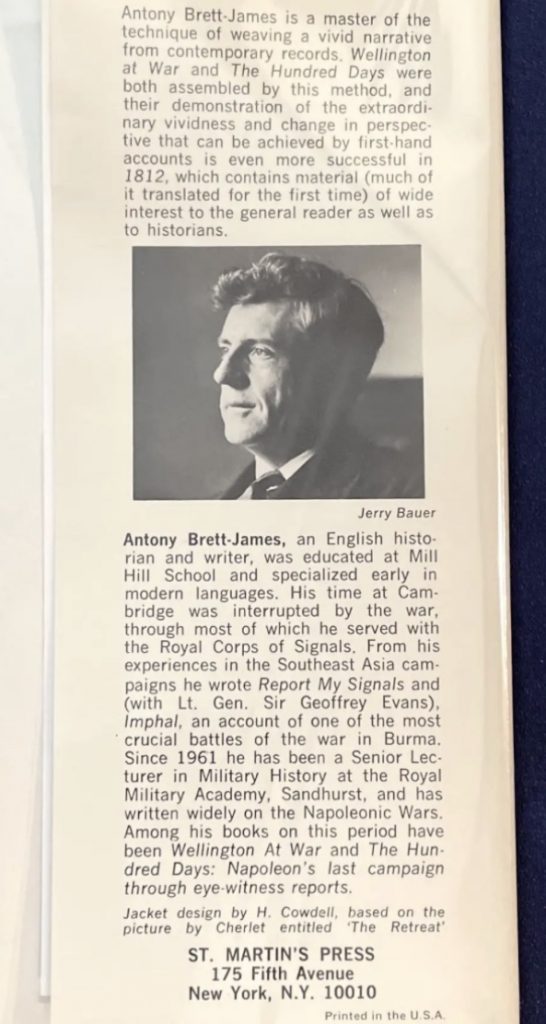 Antony Brett-James is a master of the
technique of weaving a vivid narrative
from contemporary records. Wellington
at War and The Hundred Days were
both assembled by this method, and
their demonstration of the extraordi-
nary vividness and change in perspec-
tive that can be achieved by first-hand
accounts is even more successful in
1812, which contains material (much of
it translated for the first time) of wide
interest to the general reader as well as
to historians.
Jerry Bauer
Antony Brett-James, an English histo-
rian and writer, was educated at Mill
Hill School and specialized early in
modern languages. His time at Cam-
bridge was interrupted by the war,
through most of which he served with
the Royal Corps of Signals. From his
experiences in the Southeast Asia cam-
paigns he wrote Report My Signals and
(with Lt. Gen. Sir Geoffrey Evans),
Imphal, an account of one of the most
crucial battles of the war in Burma.
Since 1961 he has been a Senior Lec-
turer in Military History at the Royal
Military Academy, Sandhurst, and has
written widely on the Napoleonic Wars.
Among his books on this period have
been Wellington At War and The Hun-
dred Days: Napoleon's last campaign
through eye-witness reports.
Jacket design by H. Cowdell, based on the
picture by Cherlet entitled 'The Retreat'
ST. MARTIN'S PRESS
175 Fifth Avenue
New York, N.Y. 10010
Printed in the U.S.A.